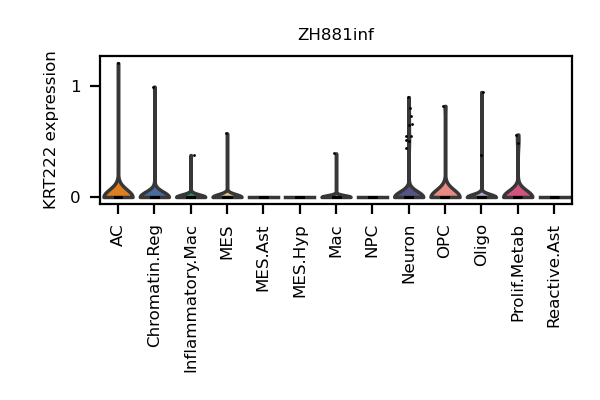 ZH881inf
KRT222 expression
1
0
AC
Chromatin.Reg
Inflammatory.Mac
MES
MES.Ast
MES.Hyp
Mac
NPC
Neuron
OPC
Oligo
Prolif.Metab
Reactive.Ast